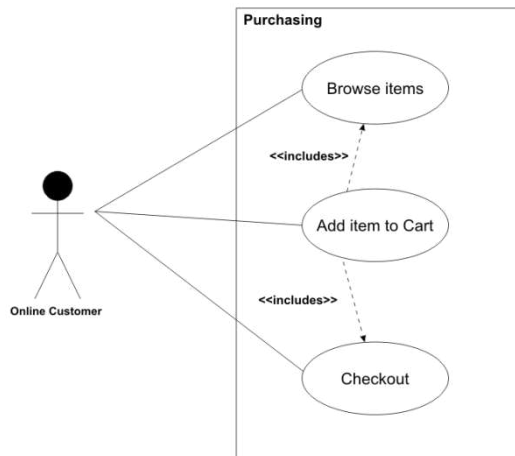 Purchasing
Browse items
<<includes>>
Add item to Cart
<<includes>>
Online Customer
Checkout